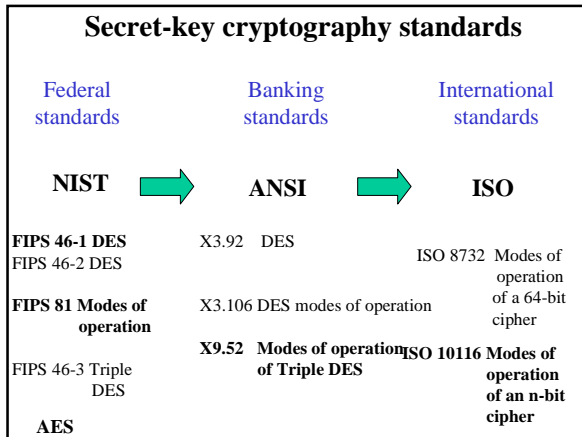 Secret-key cryptography standards
Federal
standards
NIST
FIPS 46-1 DES
FIPS 46-2 DES
FIPS 81 Modes of
operation
FIPS 46-3 Triple
DES
AES
Banking
standards
ANSI
X3.92 DES
X3.106 DES modes of operation
X9.52 Modes of operation
of Triple DES
International
standards
ISO
ISO 8732 Modes of
operation
of a 64-bit
cipher
ISO 10116 Modes of
operation
of an n-bit
cipher